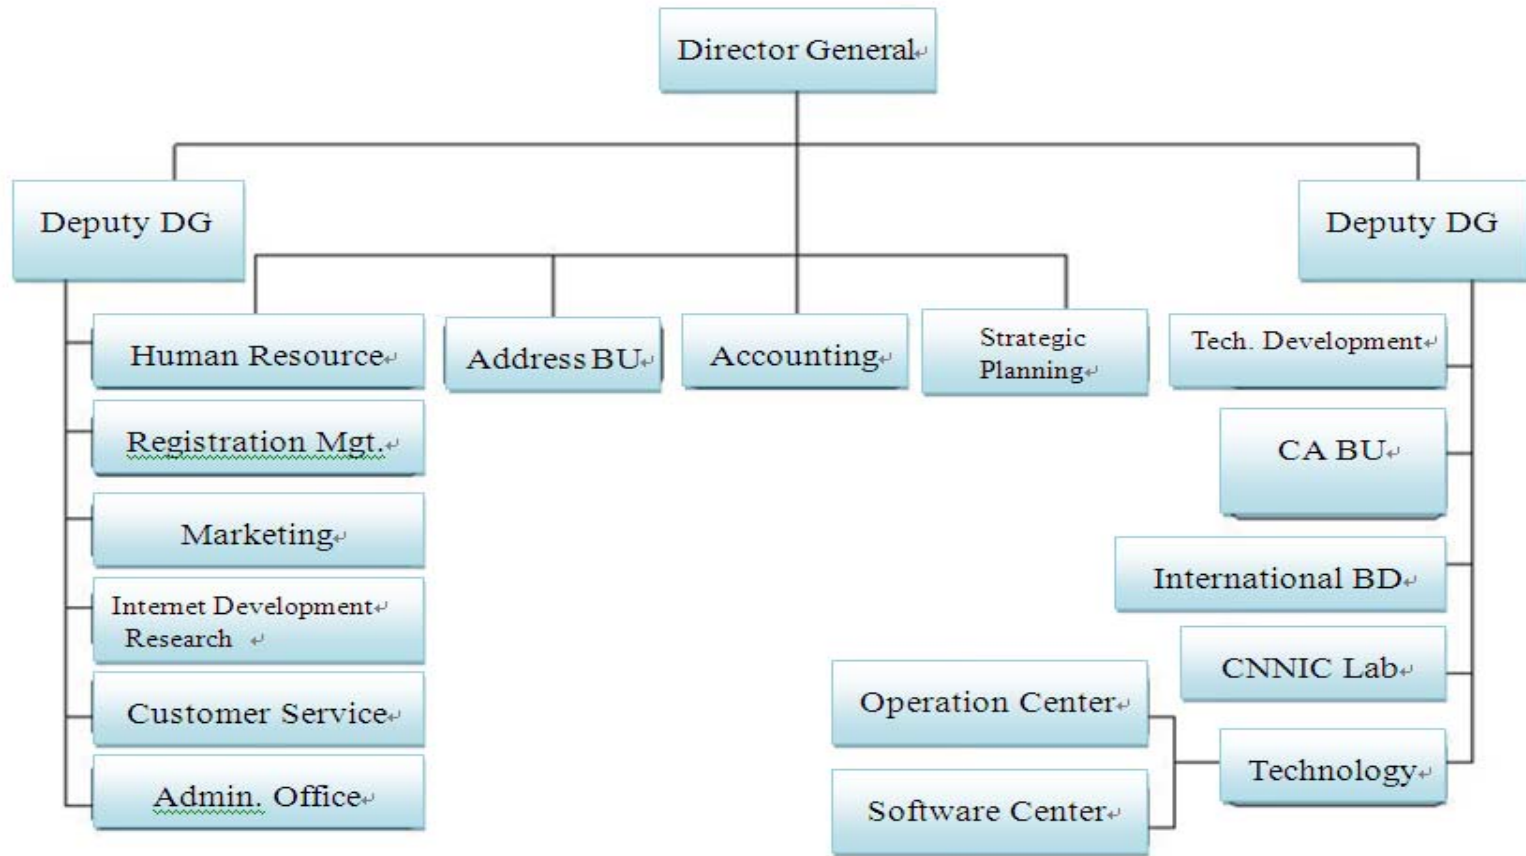 Director General
Deputy DG
Deputy DG
Human Resource
Address BU
Accounting
Strategic
Planning
Tech. Development
Registration Mgt.
CA BU
Marketing
International BD
Internet Development
Research
CNNIC Lab
Customer Service
Operation Center
Technology
Admin. Office
Software Center